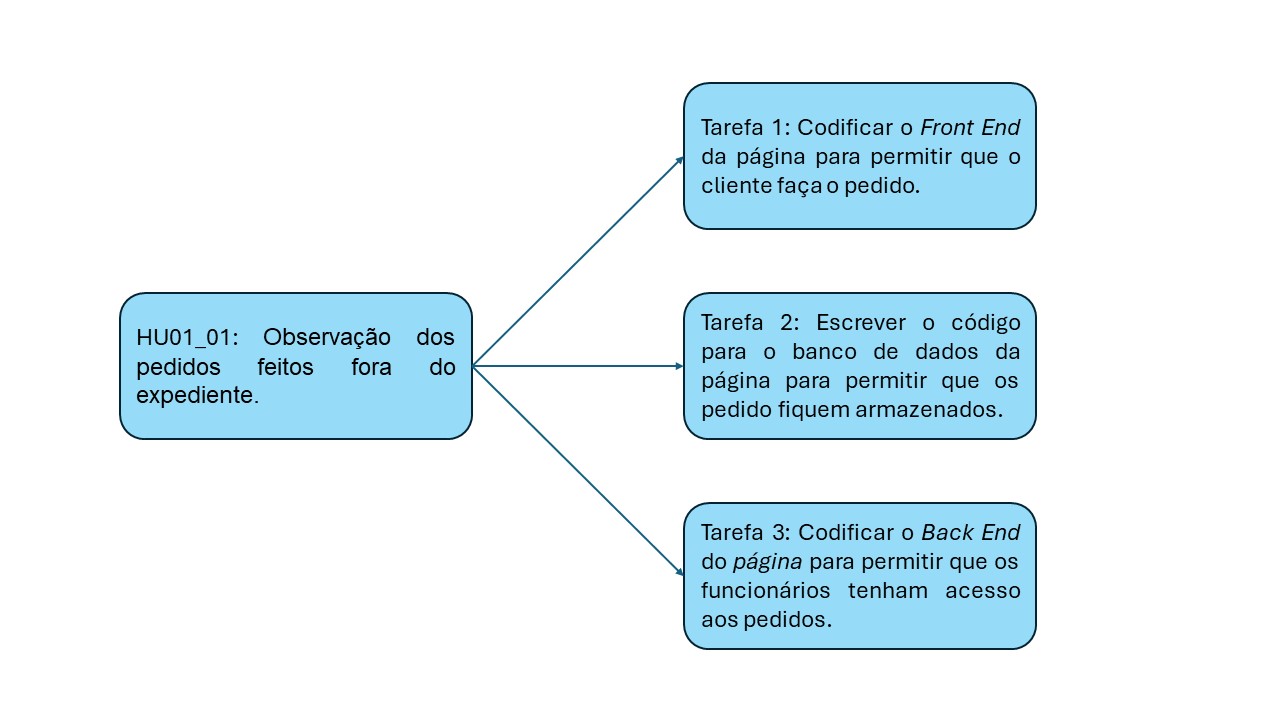 Tarefa 1: Codificar o Front End
da página para permitir que o
cliente faça o pedido.
HU01_01: Observação dos
pedidos feitos fora do
expediente.
Tarefa 2: Escrever o código
para o banco de dados da
página para permitir que os
pedido fiquem armazenados.
Tarefa 3: Codificar o Back End
do página para permitir que os
funcionários tenham acesso
aos pedidos.